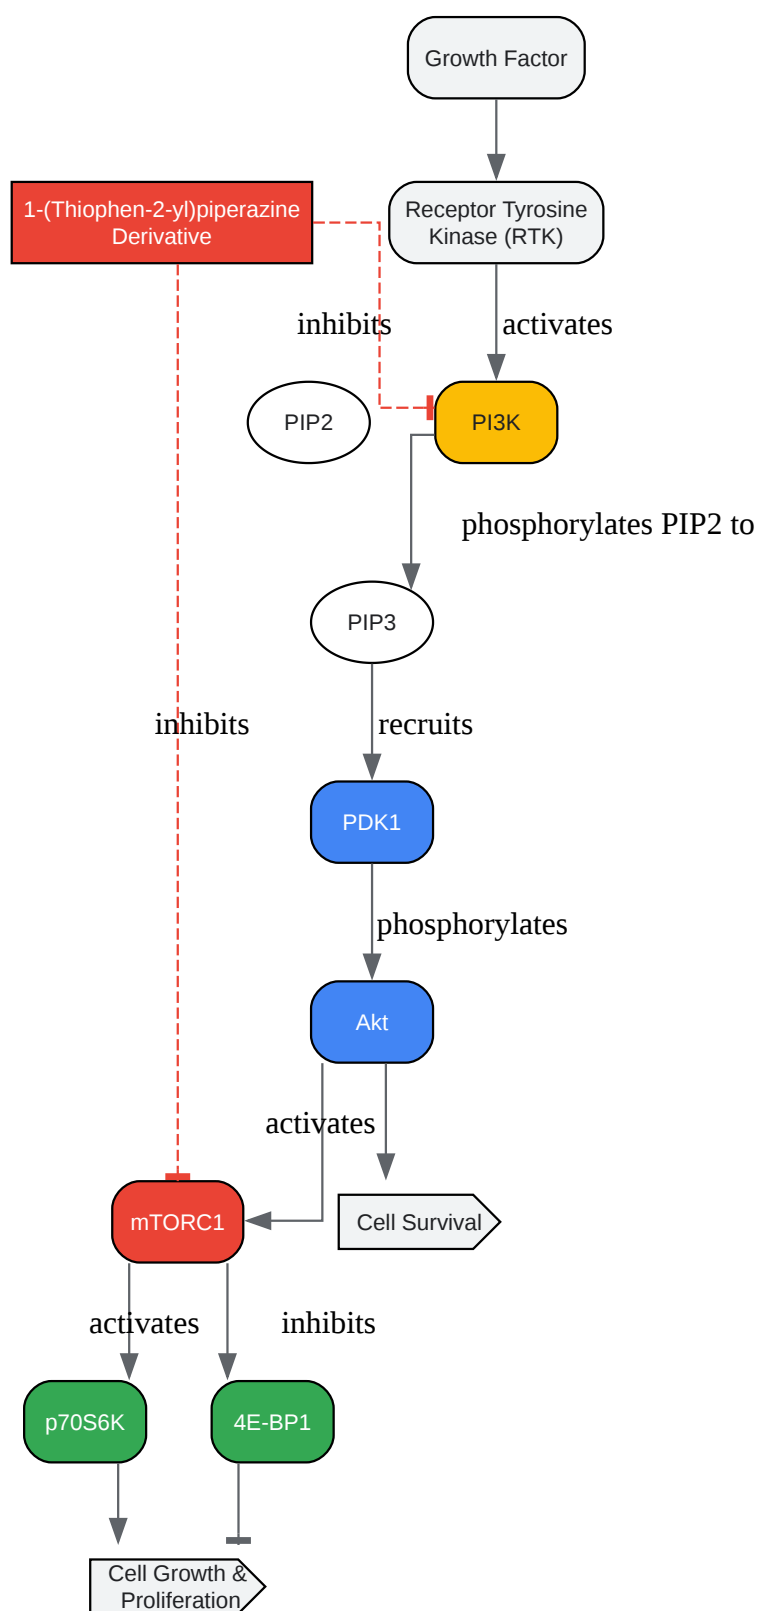 Growth Factor
1-(Thiophen-2-yl)piperazine
Derivative
Receptor Tyrosine
Kinase (RTK)
inhibits
activates
PIP2
PI3K
phosphorylates PIP2 to
PIP3
inhibits
recruits
PDK1
phosphorylates
Akt
activates
mTORC1
Cell Survival
activates
inhibits
p70S6K
4E-BP1
Cell Growth &
Proliferation